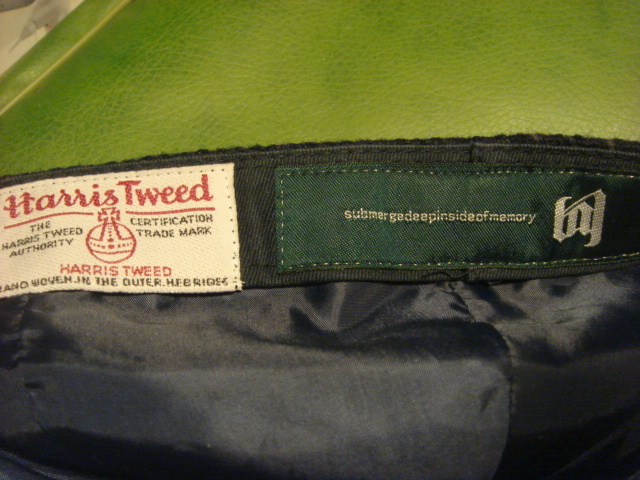 Harris Tweed
THE
HARRIS TWEED
AUTHORITY
CERTIFICATION
TRADE MARK
HARRIS TWEED
HAND WOVEN IN THE OUTER HEBRIDES
submergedeepinsideofmemory